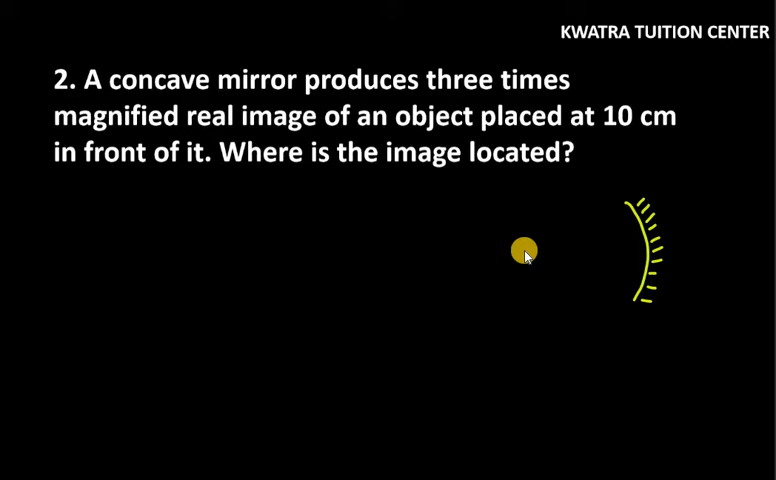 KWATRA TUITION CENTER
2. A concave mirror produces three times
magnified real image of an object placed at 10 cm
in front of it. Where is the image located?